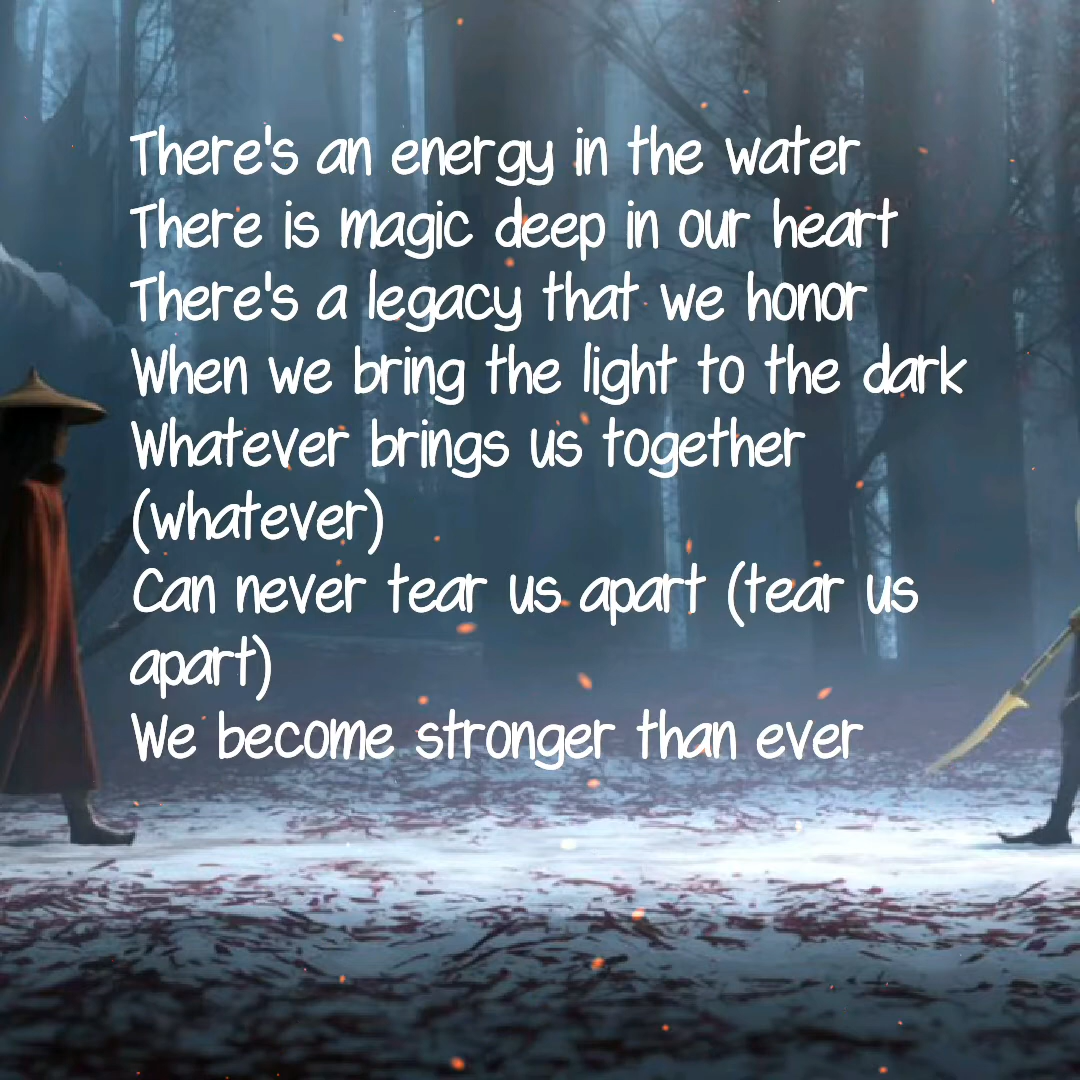 There's an energy in the water
There is magic deep in our heart
There's a legacy that we honor
When we bring the light to the dark
Whatever brings us together
(whatever)
Can never tear us apart (tear us
apart)
We become stronger than ever